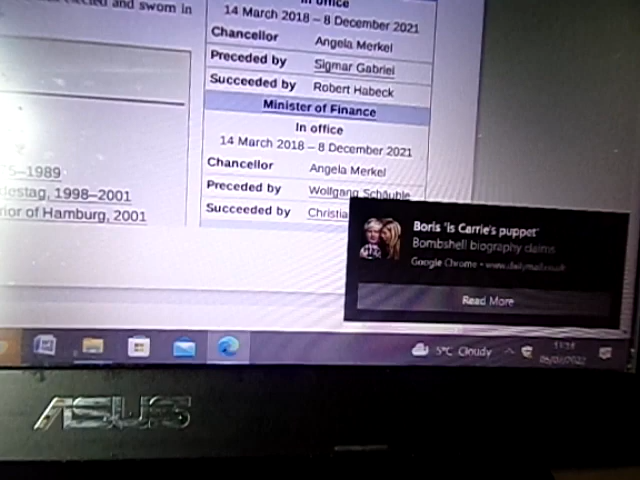 and sworn in
In office
14 March 2018 – 8 December 2021
Chancellor Angela Merkel
Preceded by Sigmar Gabriel
Succeeded by Robert Habeck
Minister of Finance
In office
14 March 2018 – 8 December 2021
Chancellor Angela Merkel
Preceded by Wolfgang Schäuble
Succeeded by Christia
–1989
destag, 1998–2001
rior of Hamburg, 2001
Boris 'is Carrie's puppet'
Bombshell biography claims
Google Chrome • www.dailymail.co.uk
Read More
5°C Cloudy
ASUS